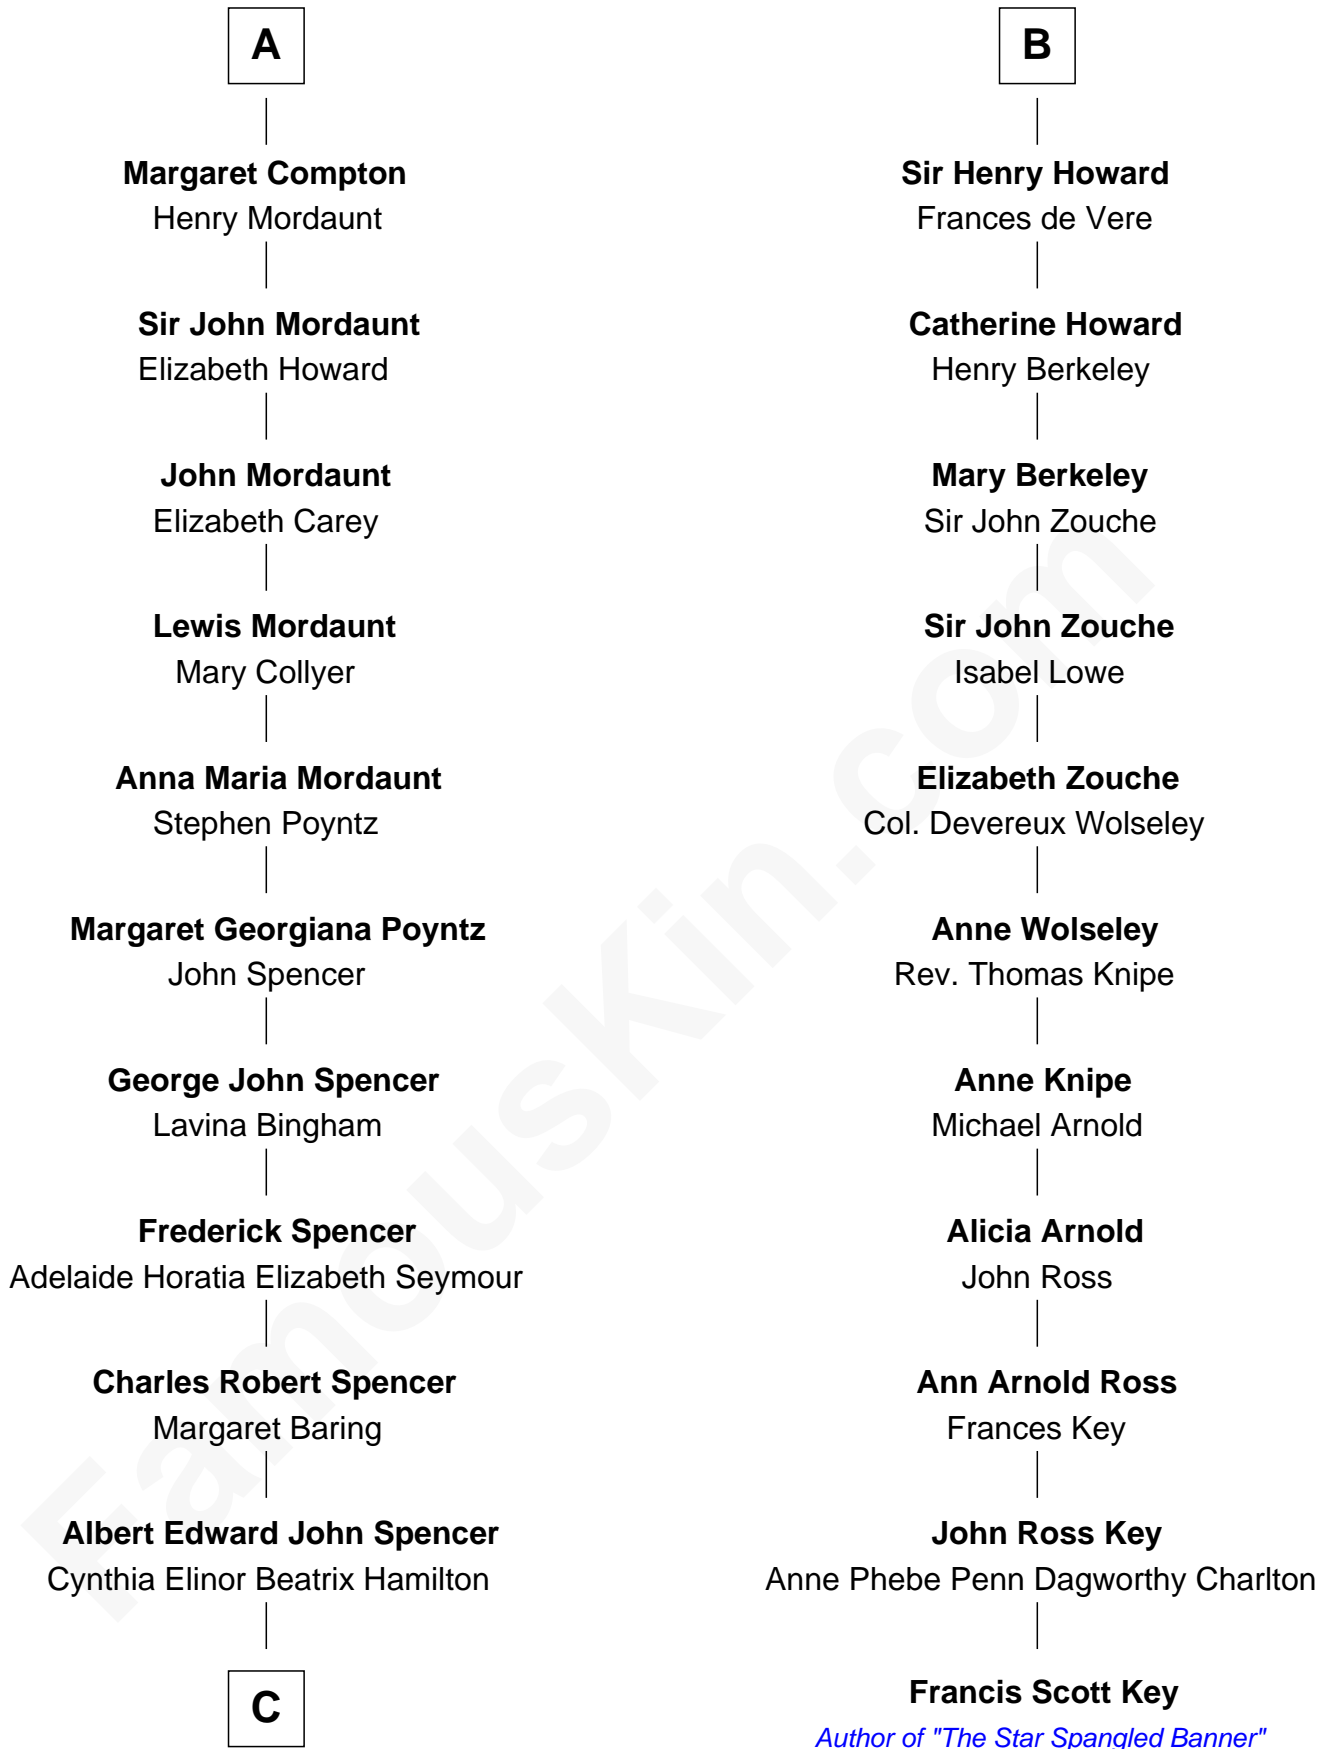 A
Margaret Compton
Henry Mordaunt
Sir John Mordaunt
Elizabeth Howard
John Mordaunt
Elizabeth Carey
Lewis Mordaunt
Mary Collyer
Anna Maria Mordaunt
Stephen Poyntz
Margaret Georgiana Poyntz
John Spencer
George John Spencer
Lavina Bingham
Frederick Spencer
Adelaide Horatia Elizabeth Seymour
Charles Robert Spencer
Margaret Baring
Albert Edward John Spencer
Cynthia Elinor Beatrix Hamilton
C
B
Sir Henry Howard
Frances de Vere
Catherine Howard
Henry Berkeley
Mary Berkeley
Sir John Zouche
Sir John Zouche
Isabel Lowe
Elizabeth Zouche
Col. Devereux Wolseley
Anne Wolseley
Rev. Thomas Knipe
Anne Knipe
Michael Arnold
Alicia Arnold
John Ross
Ann Arnold Ross
Frances Key
John Ross Key
Anne Phebe Penn Dagworthy Charlton
Francis Scott Key
Author of "The Star Spangled Banner"
FamousKin.com